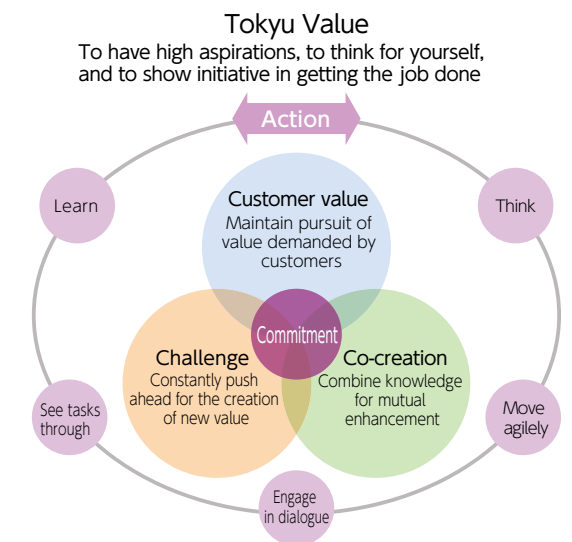 Tokyu Value
To have high aspirations, to think for yourself,
and to show initiative in getting the job done
Action
Learn
Think
Customer value
Maintain pursuit of
value demanded by
customers
Commitment
Challenge
Constantly push
ahead for the creation
of new value
Co-creation
Combine knowledge
for mutual
enhancement
See tasks
through
Move
agilely
Engage
in dialogue